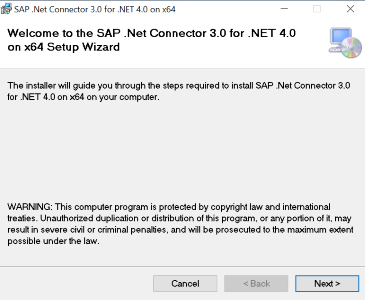 SAP .Net Connector 3.0 for .NET 4.0 on x64
Welcome to the SAP .Net Connector 3.0 for .NET 4.0
on x64 Setup Wizard
The installer will guide you through the steps required to install SAP .Net Connector 3.0
for .NET 4.0 on x64 on your computer.
WARNING: This computer program is protected by copyright law and international
treaties. Unauthorized duplication or distribution of this program, or any portion of it, may
result in severe civil or criminal penalties, and will be prosecuted to the maximum extent
possible under the law.
Cancel
< Back
Next >